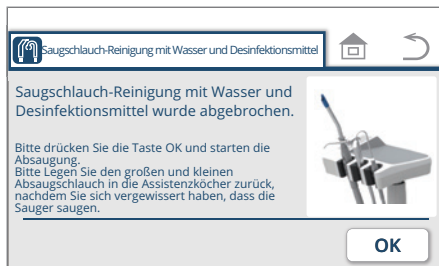 Saugschlauch-Reinigung mit Wasser und Desinfektionsmittel
Saugschlauch-Reinigung mit Wasser und
Desinfektionsmittel wurde abgebrochen.
Bitte drücken Sie die Taste OK und starten die
Absaugung.
Bitte Legen Sie den großen und kleinen
Absaugschlauch in die Assistenzköcher zurück,
nachdem Sie sich vergewissert haben, dass die
Sauger saugen.
OK